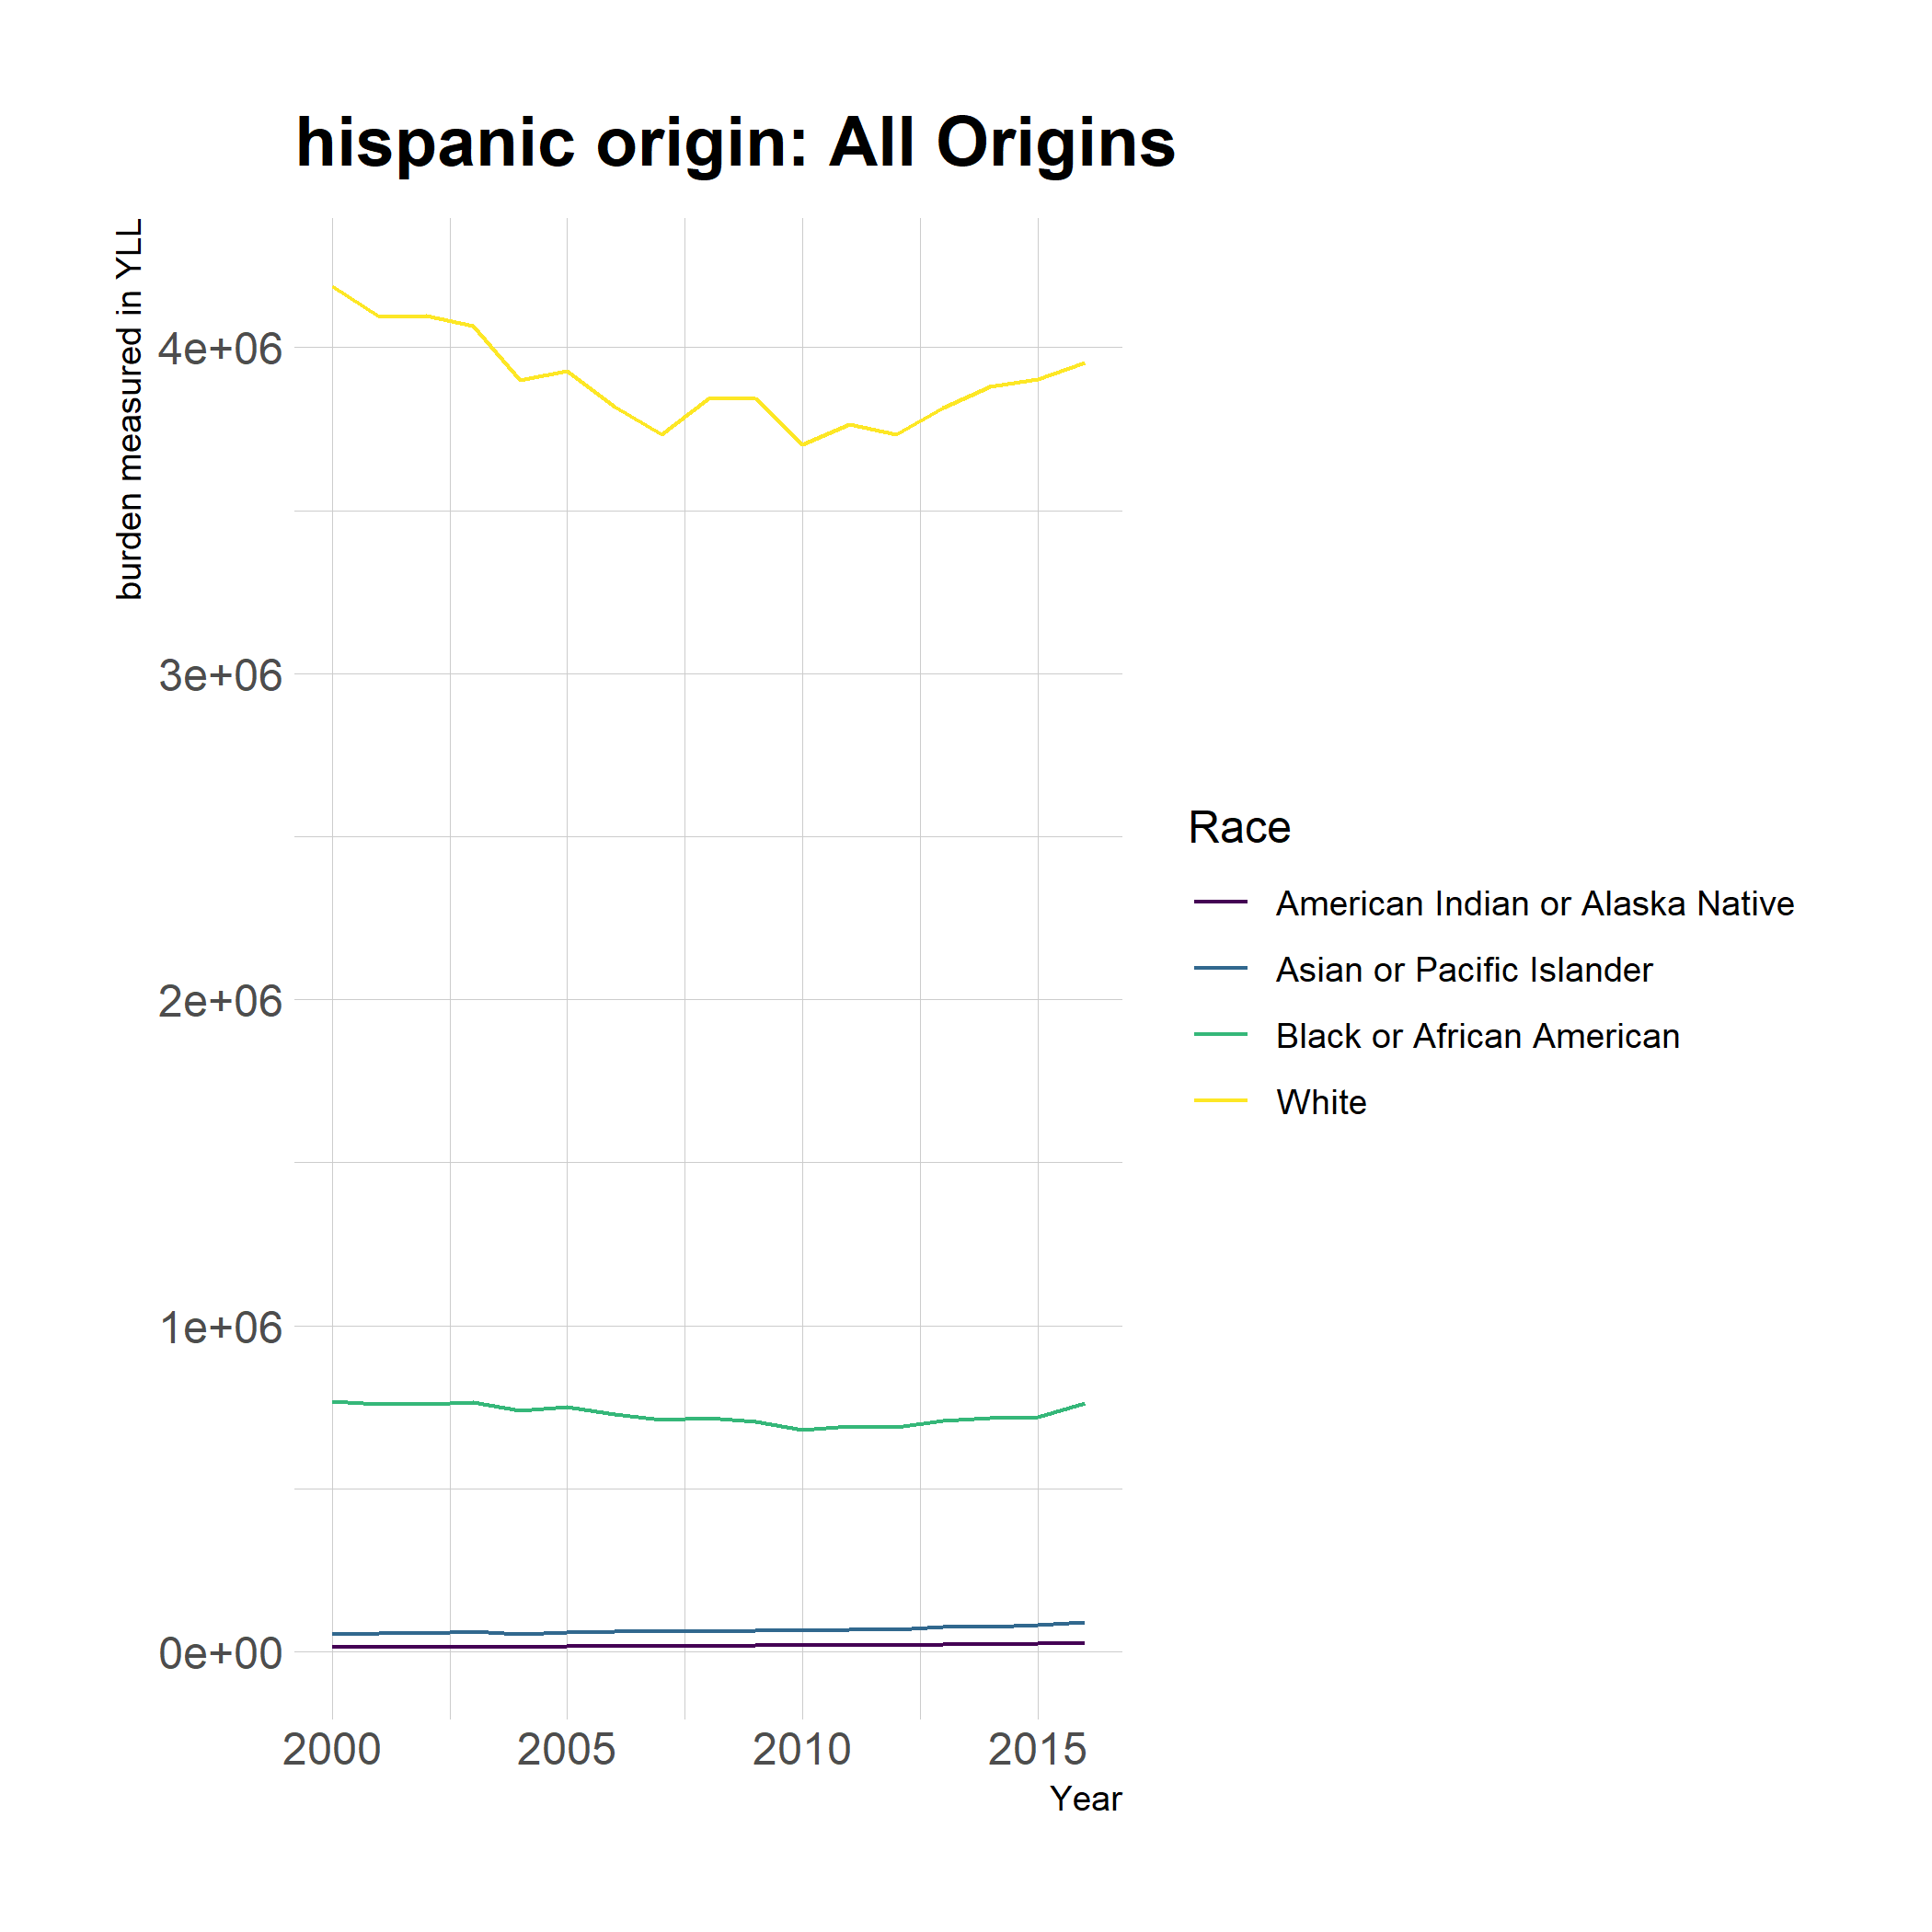 hispanic origin: All Origins
burden measured in YLL
4e+06
3e+06
2e+06
1e+06
0e+00
2000 2005 2010 2015
Year
Race
American Indian or Alaska Native
Asian or Pacific Islander
Black or African American
White